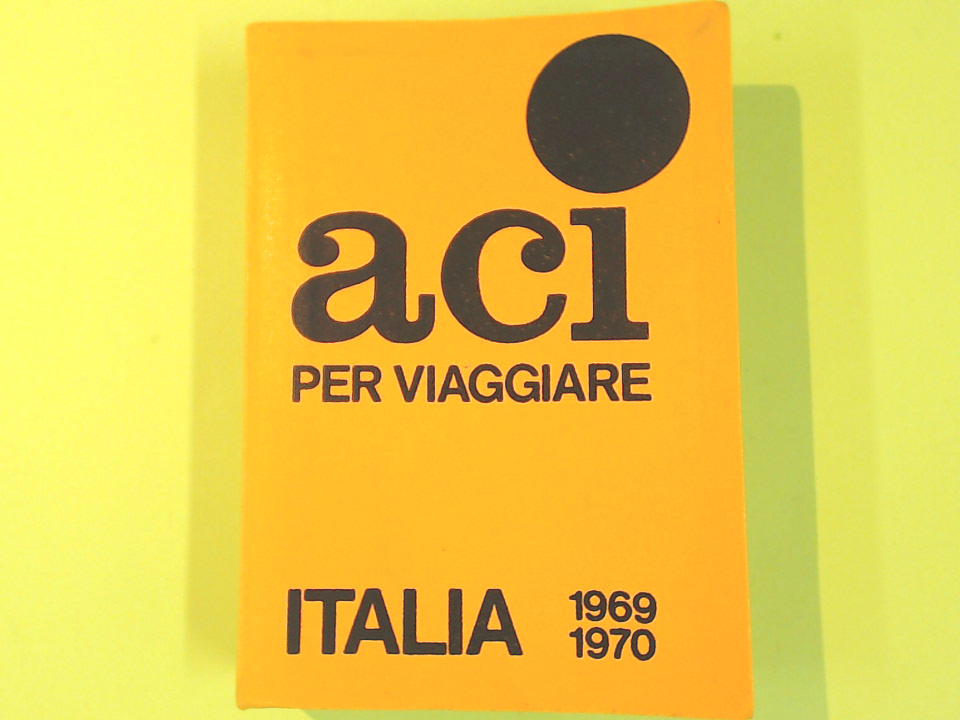 aci
PER VIAGGIARE
ITALIA
1969
1970